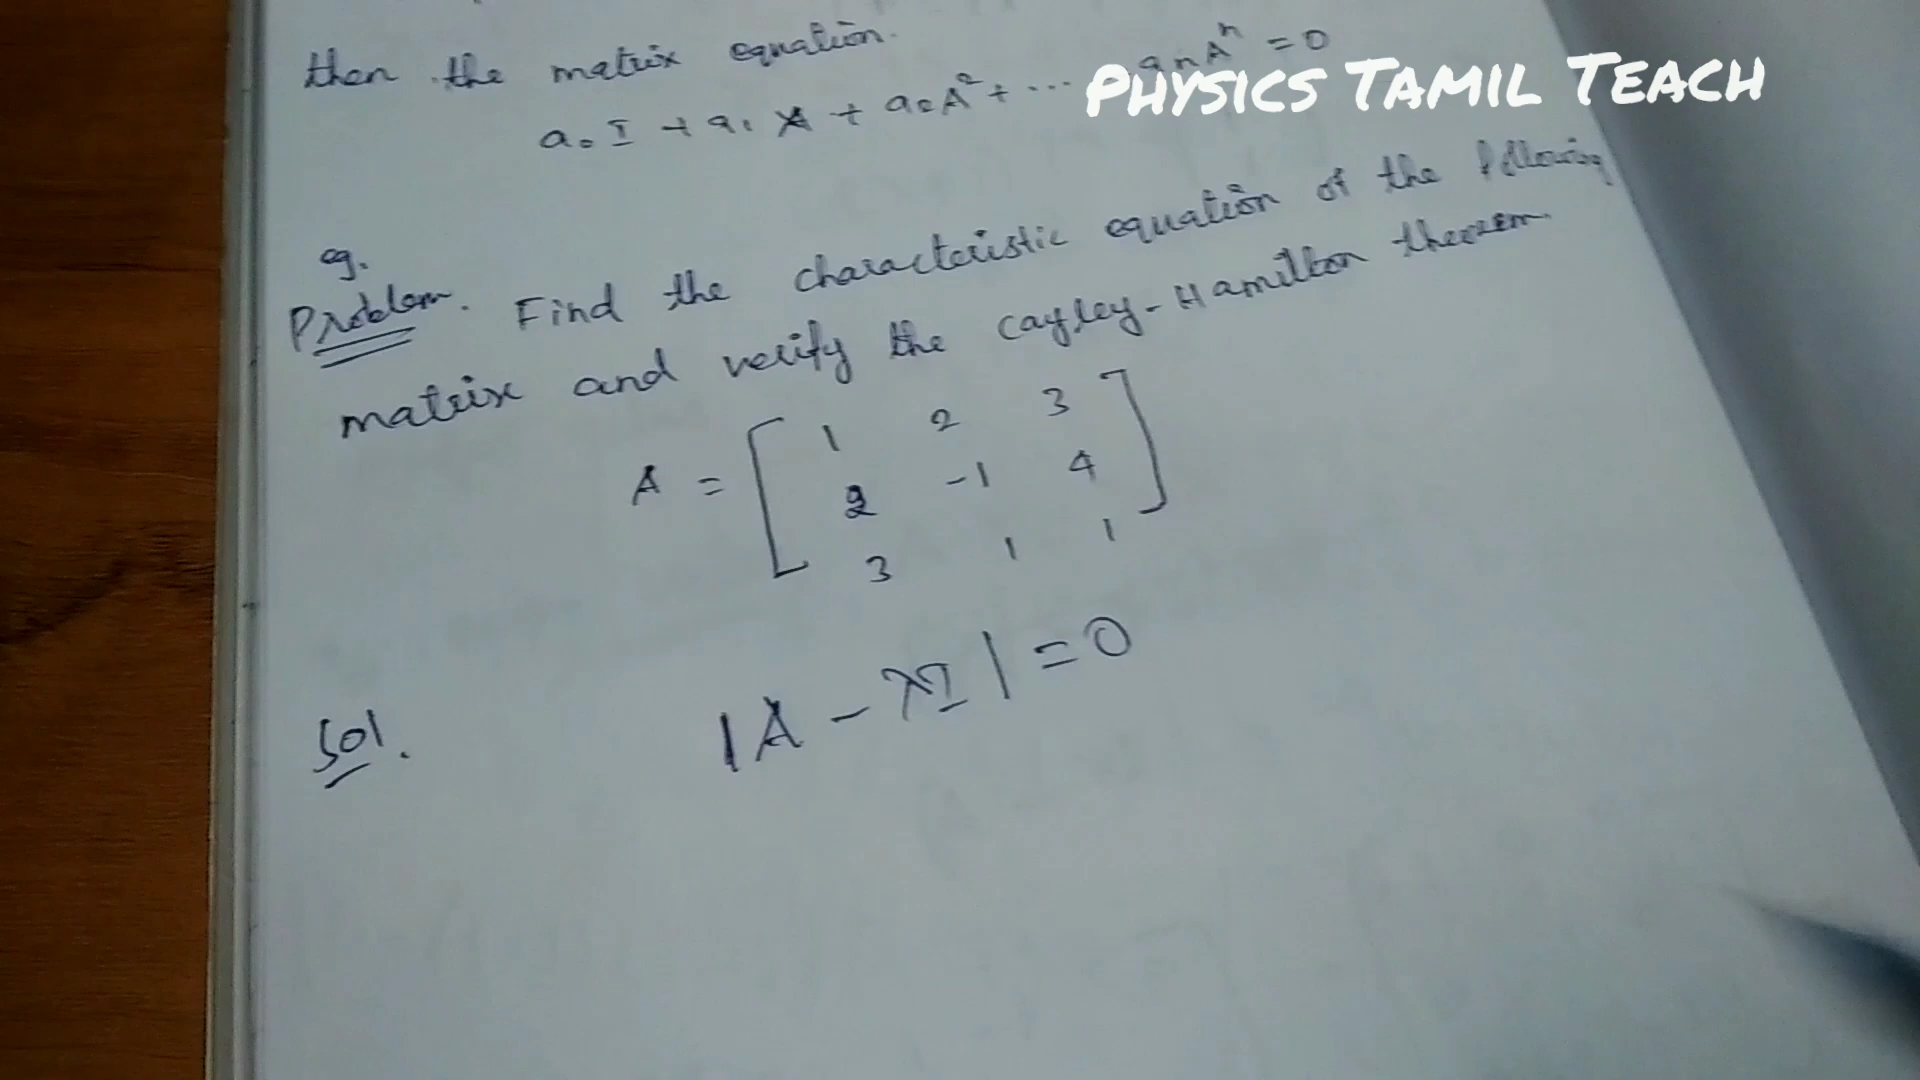 then the matrix equation.
a₀ I + a₁ A + a₂A² + ... anAⁿ = 0
PHYSICS TAMIL TEACH
eg.
Problem. Find the characteristic equation of the following
matrix and verify the Cayley-Hamilton theorem.
A = [ 1 2 3
2 -1 4
3 1 1 ]
Sol. |A - λI| = 0